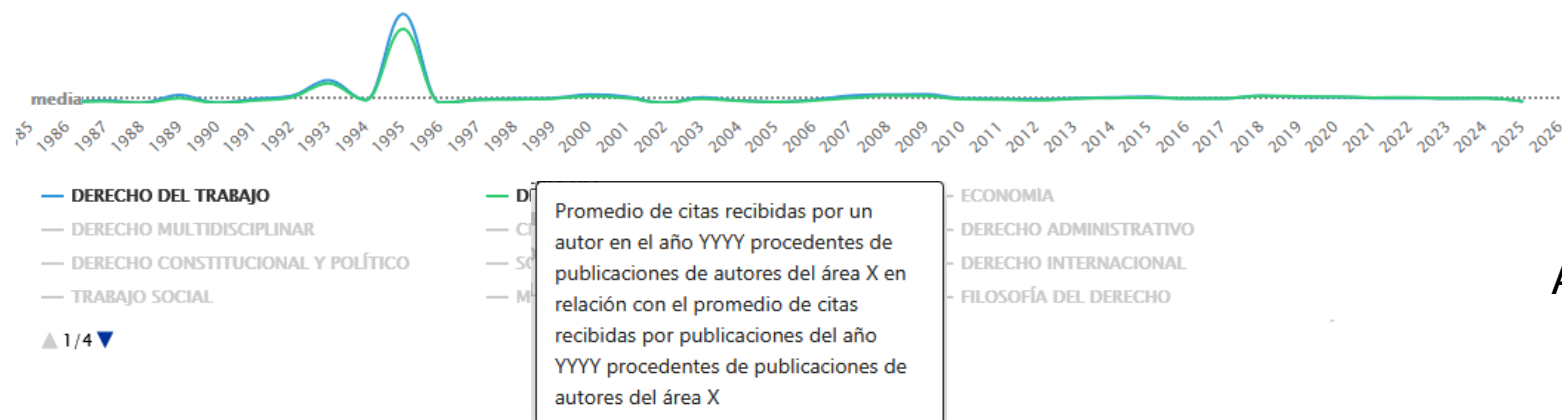 media
1986 1987 1988 1989 1990 1991 1992 1993 1994 1995 1996 1997 1998 1999 2000 2001 2002 2003 2004 2005 2006 2007 2008 2009 2010 2011 2012 2013 2014 2015 2016 2017 2018 2019 2020 2021 2022 2023 2024 2025 2026
DERECHO DEL TRABAJO
ECONOMÍA
DERECHO MULTIDISCIPLINAR
DERECHO ADMINISTRATIVO
DERECHO CONSTITUCIONAL Y POLÍTICO
DERECHO INTERNACIONAL
TRABAJO SOCIAL
FILOSOFÍA DEL DERECHO
1/4
Promedio de citas recibidas por un
autor en el año YYYY procedentes de
publicaciones de autores del área X en
relación con el promedio de citas
recibidas por publicaciones del año
YYYY procedentes de publicaciones de
autores del área X